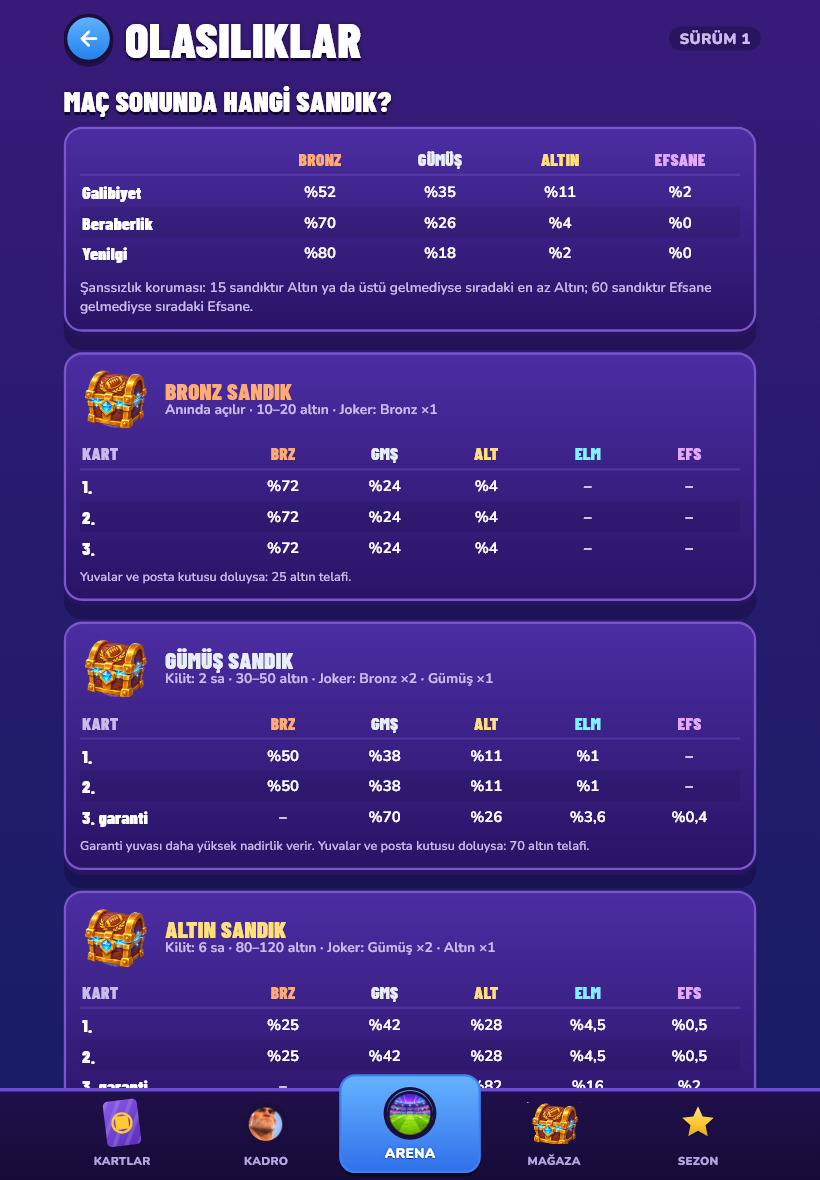 OLASILIKLAR
SÜRÜM 1
MAÇ SONUNDA HANGİ SANDIK?
BRONZ GÜMÜŞ ALTIN EFSANE
Galibiyet %52 %35 %11 %2
Beraberlik %70 %26 %4 %0
Yenilgi %80 %18 %2 %0
Şanssızlık koruması: 15 sandıktır Altın ya da üstü gelmediyse sıradaki en az Altın; 60 sandıktır Efsane
gelmediyse sıradaki Efsane.
BRONZ SANDIK
Anında açılır · 10–20 altın · Joker: Bronz ×1
KART BRZ GMŞ ALT ELM EFS
1. %72 %24 %4 – –
2. %72 %24 %4 – –
3. %72 %24 %4 – –
Yuvalar ve posta kutusu doluysa: 25 altın telafi.
GÜMÜŞ SANDIK
Kilit: 2 sa · 30–50 altın · Joker: Bronz ×2 · Gümüş ×1
KART BRZ GMŞ ALT ELM EFS
1. %50 %38 %11 %1 –
2. %50 %38 %11 %1 –
3. garanti – %70 %26 %3,6 %0,4
Garanti yuvası daha yüksek nadirlik verir. Yuvalar ve posta kutusu doluysa: 70 altın telafi.
ALTIN SANDIK
Kilit: 6 sa · 80–120 altın · Joker: Gümüş ×2 · Altın ×1
KART BRZ GMŞ ALT ELM EFS
1. %25 %42 %28 %4,5 %0,5
2. %25 %42 %28 %4,5 %0,5
3. garanti – %82 %16 %2
KARTLAR KADRO ARENA MAĞAZA SEZON